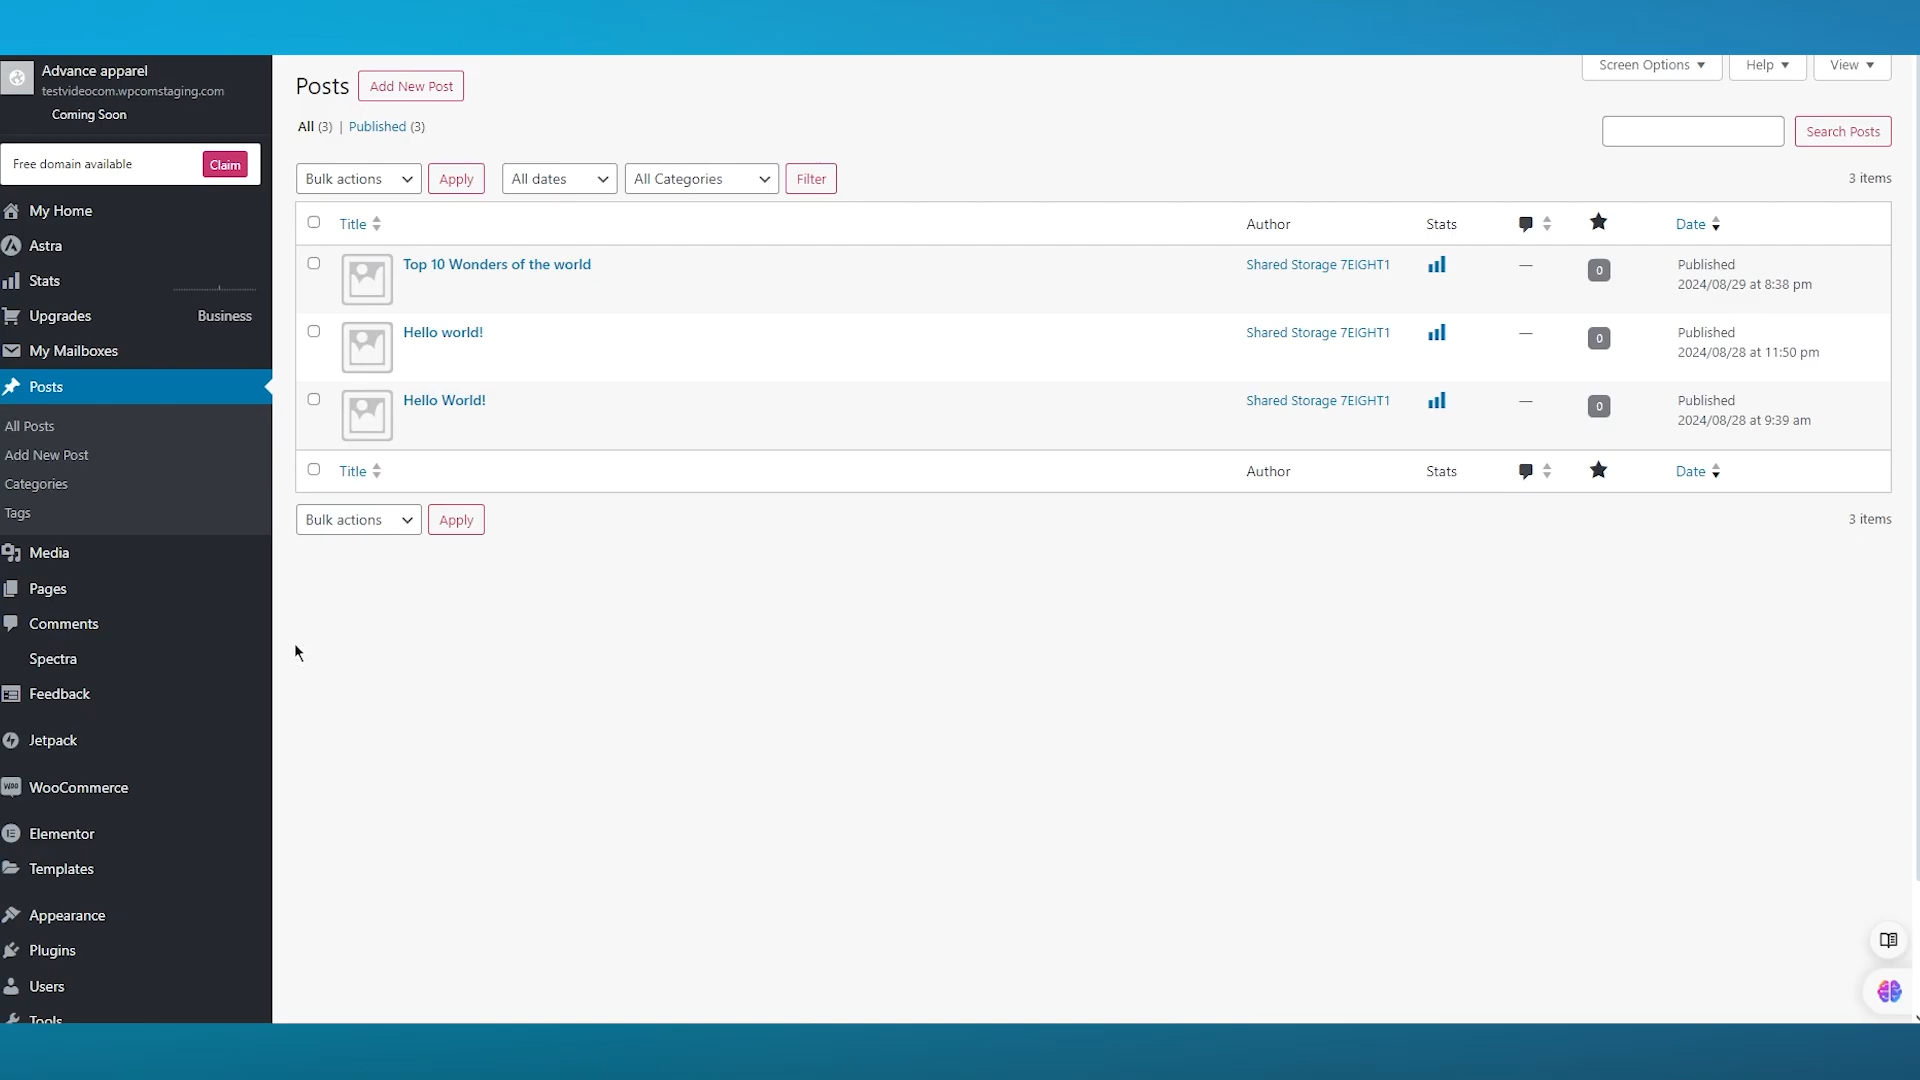 Advance apparel
testvideocom.wpcomstaging.com
Coming Soon
Free domain available Claim
My Home
Astra
Stats
Upgrades Business
My Mailboxes
Posts
All Posts
Add New Post
Categories
Tags
Media
Pages
Comments
Spectra
Feedback
Jetpack
WooCommerce
Elementor
Templates
Appearance
Plugins
Users
Tools
Posts Add New Post
Screen Options Help View
All (3) | Published (3)
Search Posts
Bulk actions Apply All dates All Categories Filter 3 items
Title Author Stats Date
Top 10 Wonders of the world Shared Storage 7EIGHT1 — 0 Published
2024/08/29 at 8:38 pm
Hello world! Shared Storage 7EIGHT1 — 0 Published
2024/08/28 at 11:50 pm
Hello World! Shared Storage 7EIGHT1 — 0 Published
2024/08/28 at 9:39 am
Title Author Stats Date
Bulk actions Apply 3 items